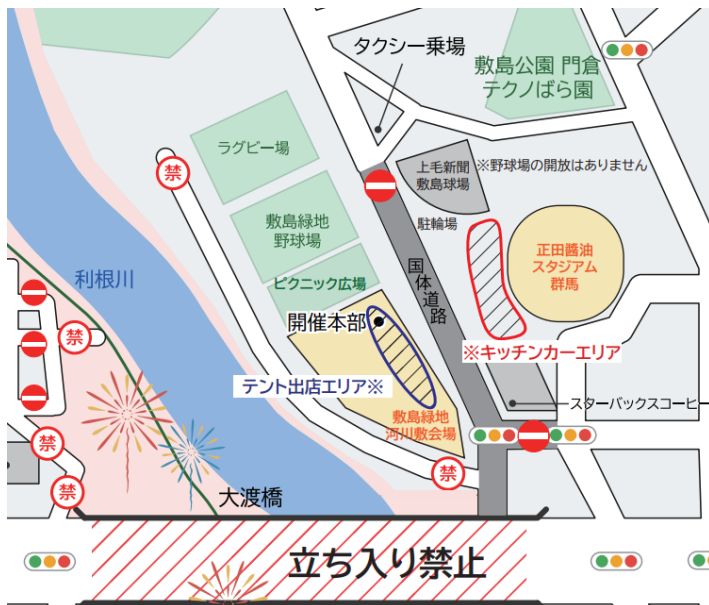 タクシー乗場
敷島公園 門倉
テクノばら園
ラグビー場
上毛新聞
敷島球場
※野球場の開放はありません
禁
敷島緑地
野球場
駐輪場
正田醤油
スタジアム
群馬
利根川
ピクニック広場
国体道路
開催本部
禁
※キッチンカーエリア
テント出店エリア※
スターバックスコーヒー
敷島緑地
河川敷会場
禁
禁
禁
大渡橋
立ち入り禁止